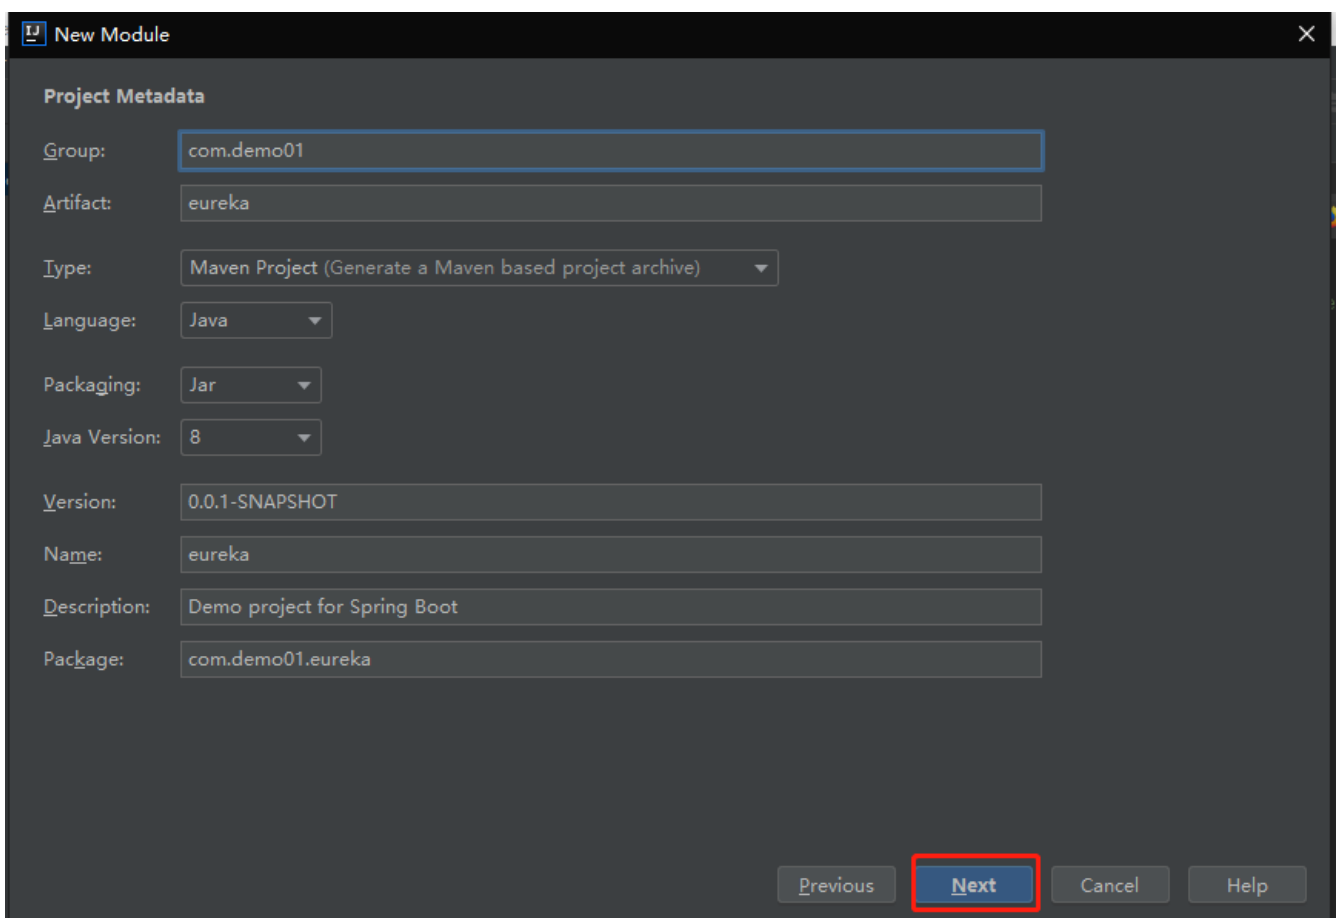 New Module
Project Metadata
Group: com.demo01
Artifact: eureka
Type: Maven Project (Generate a Maven based project archive)
Language: Java
Packaging: Jar
Java Version: 8
Version: 0.0.1-SNAPSHOT
Name: eureka
Description: Demo project for Spring Boot
Package: com.demo01.eureka
Previous Next Cancel Help